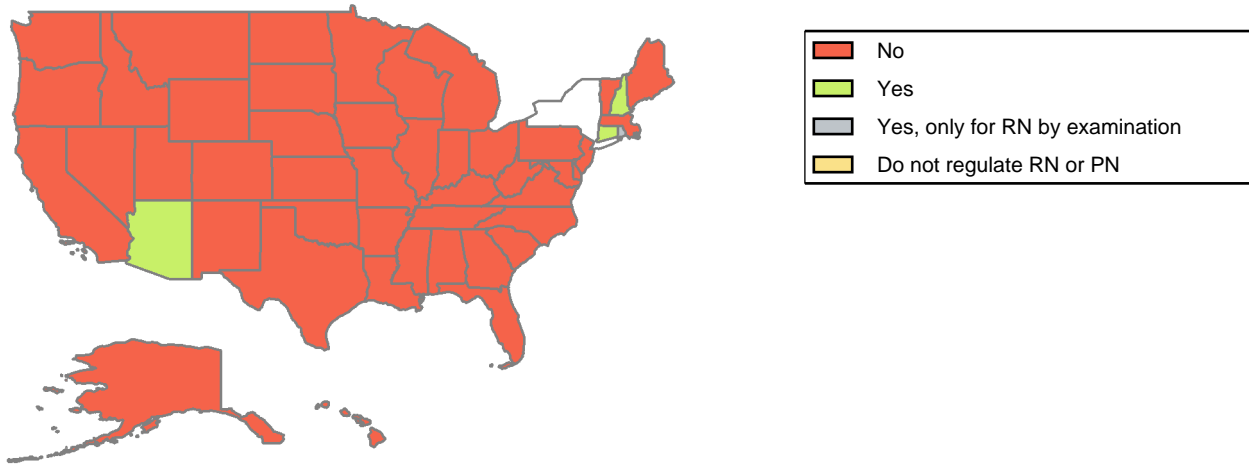 No
Yes
Yes, only for RN by examination
Do not regulate RN or PN